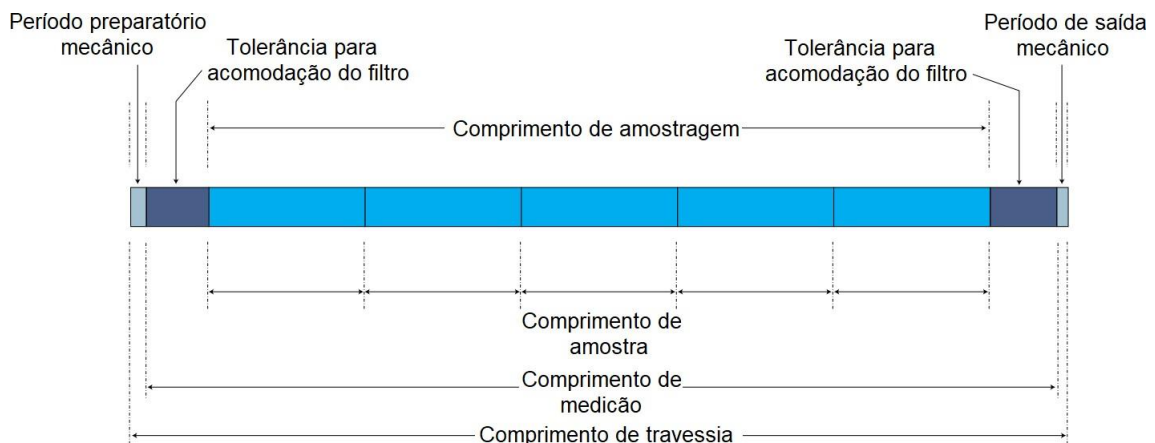 Período preparatório
mecânico
Tolerância para
acomodação do filtro
Tolerância para
acomodação do filtro
Período de saída
mecânico
Comprimento de amostragem
Comprimento de
amostra
Comprimento de
medicão
Comprimento de travessia